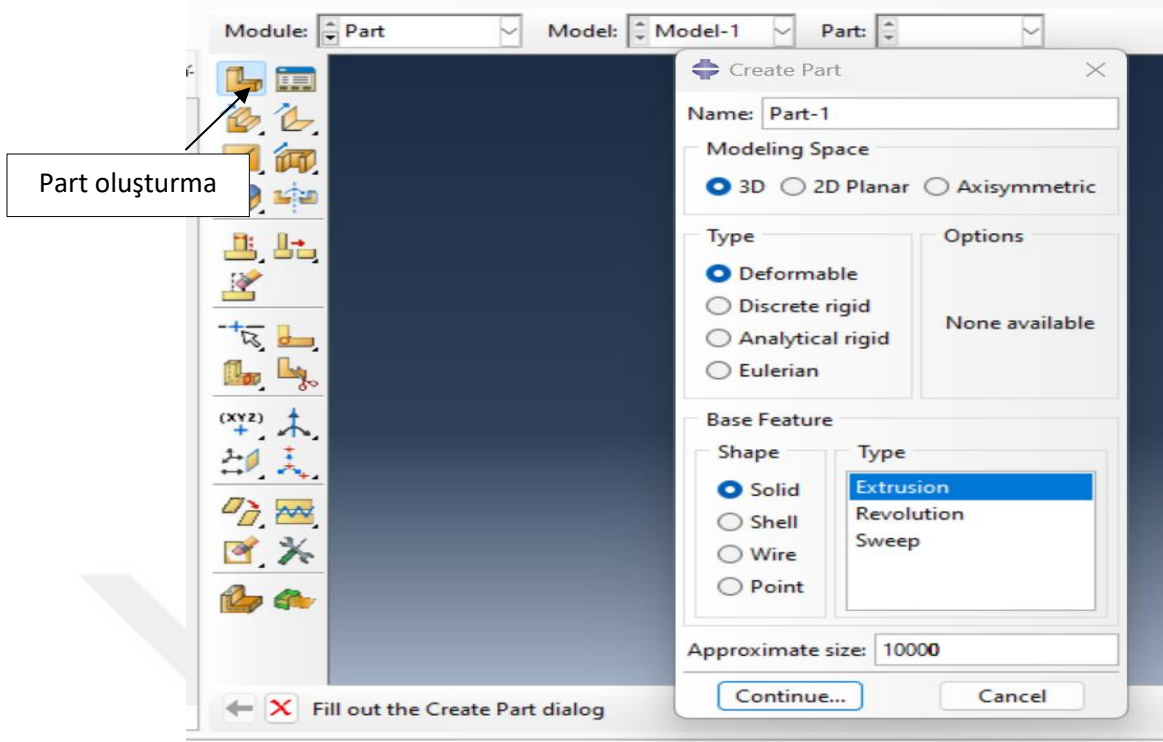 Module: Part Model: Model-1 Part:
Create Part
Name: Part-1
Modeling Space
3D 2D Planar Axisymmetric
Type
Deformable
Discrete rigid
Analytical rigid
Eulerian
Options
None available
Base Feature
Shape
Solid
Shell
Wire
Point
Type
Extrusion
Revolution
Sweep
Approximate size: 10000
Continue... Cancel
Part oluşturma
(XYZ)
Fill out the Create Part dialog